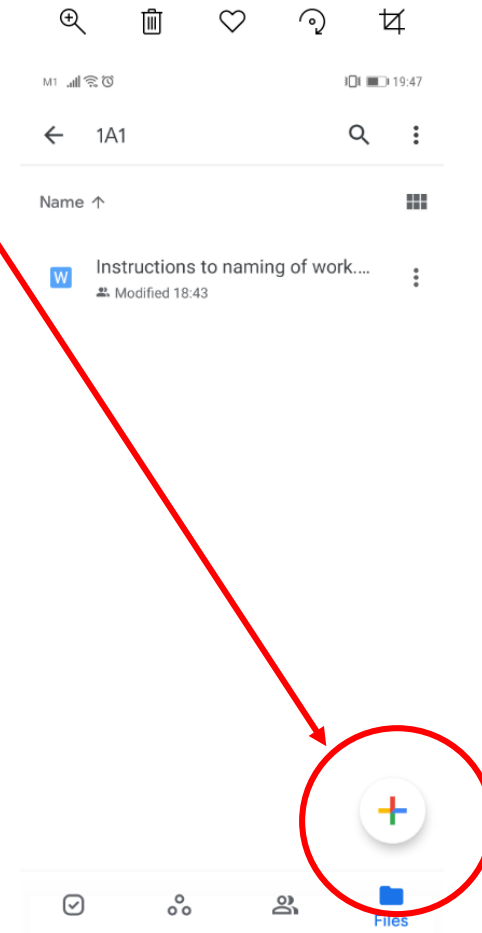 M1 19:47
1A1
Name
W Instructions to naming of work....
Modified 18:43
Files